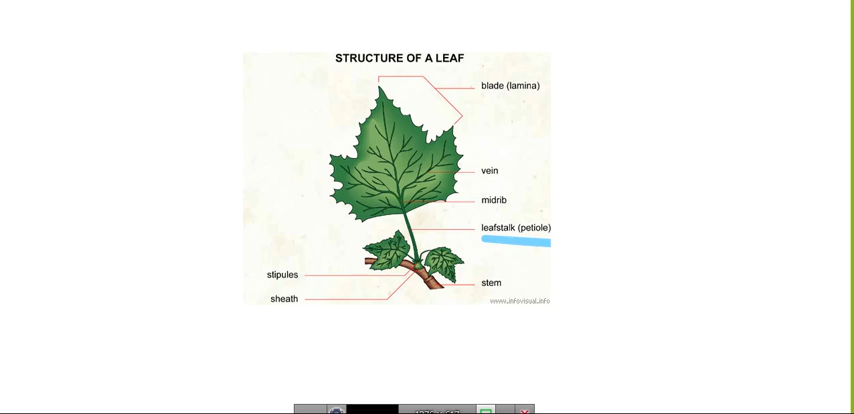 STRUCTURE OF A LEAF
blade (lamina)
vein
midrib
leafstalk (petiole)
stipules
stem
sheath
www.infovisual.info